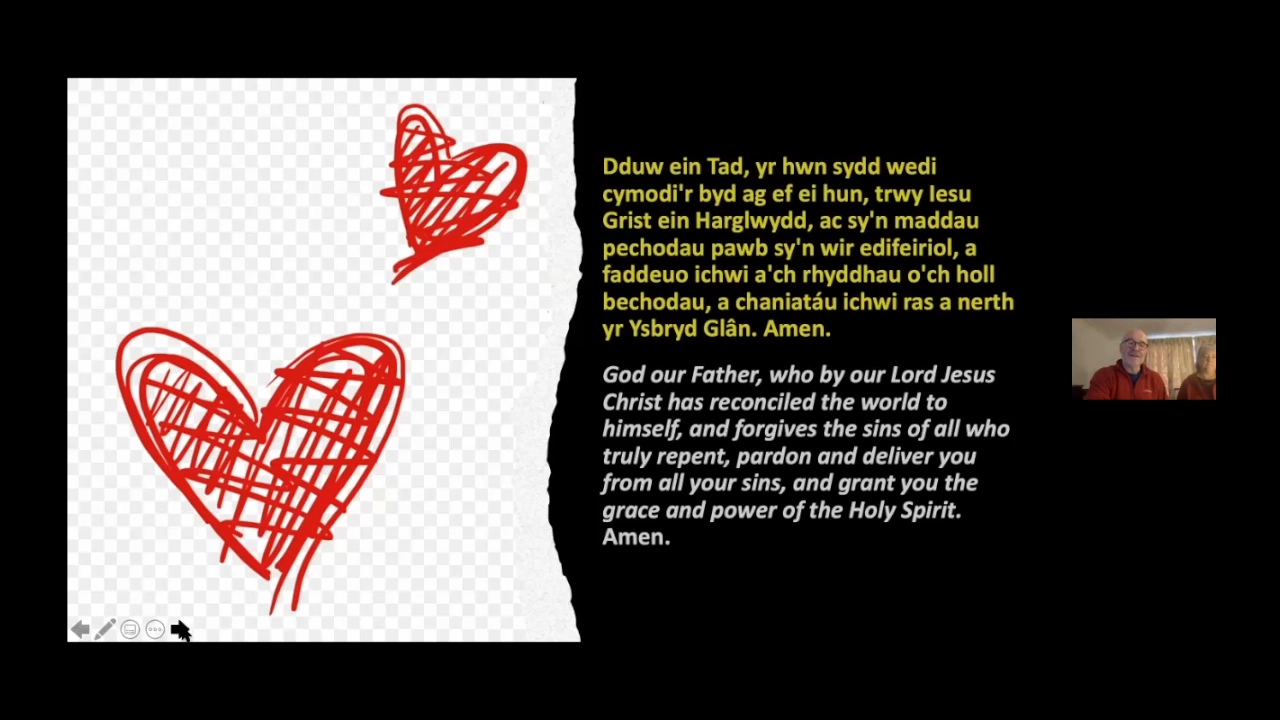 Dduw ein Tad, yr hwn sydd wedi
cymodi'r byd ag ef ei hun, trwy Iesu
Grist ein Harglwydd, ac sy'n maddau
pechodau pawb sy'n wir edifeiriol, a
faddeuo ichwi a'ch rhyddhau o'ch holl
bechodau, a chaniatáu ichwi ras a nerth
yr Ysbryd Glân. Amen.
God our Father, who by our Lord Jesus
Christ has reconciled the world to
himself, and forgives the sins of all who
truly repent, pardon and deliver you
from all your sins, and grant you the
grace and power of the Holy Spirit.
Amen.